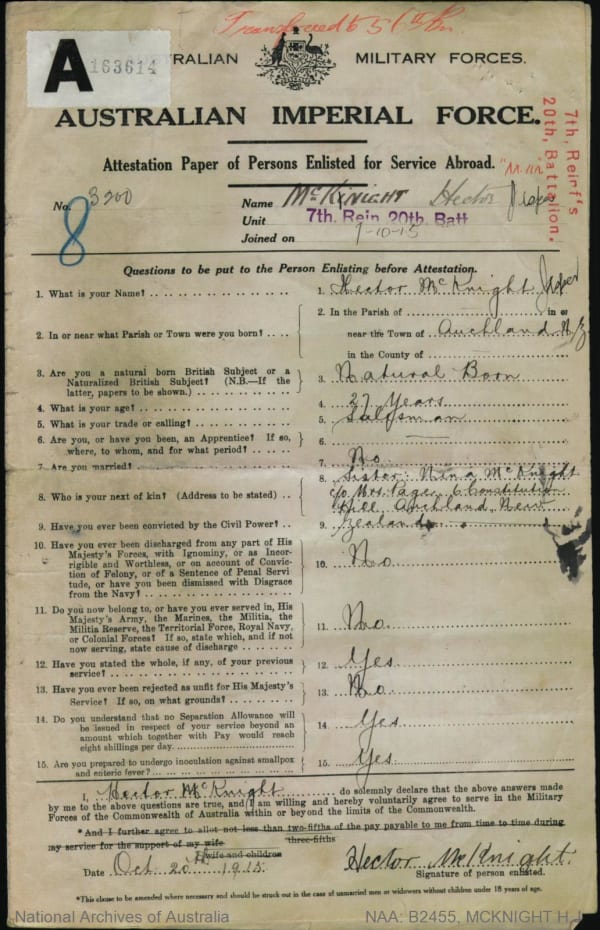 Transferred to 51st Bn
A 163614
AUSTRALIAN MILITARY FORCES.
AUSTRALIAN IMPERIAL FORCE.
Attestation Paper of Persons Enlisted for Service Abroad.
7th, Reinf's
20th, Battalion.
No. 3200
8
Name McKNIGHT Hector
Unit 7th, Rein 20th, Batt
Joined on 9-10-15
Questions to be put to the Person Enlisting before Attestation.
1. What is your Name? 1. Hector McKnight
2. In or near what Parish or Town were you born? 2. In the Parish of in or
near the Town of Auckland N Z
in the County of
3. Are you a natural born British Subject or a
Naturalized British Subject? (N.B.—If the
latter, papers to be shown.) 3. Natural Born
4. What is your age? 4. 27 Years
5. What is your trade or calling? 5. Salesman
6. Are you, or have you been, an Apprentice? If so,
where, to whom, and for what period? 6. —
7. Are you married? 7. No
8. Who is your next of kin? (Address to be stated) 8. Sister: Nina McKnight
c/o Mrs. Page, 6 Constitution
Hill, Auckland, New
Zealand
9. Have you ever been convicted by the Civil Power? 9.
10. Have you ever been discharged from any part of His
Majesty's Forces, with Ignominy, or as Incor-
rigible and Worthless, or on account of Convic-
tion of Felony, or of a Sentence of Penal Servi-
tude, or have you been dismissed with Disgrace
from the Navy? 10. No
11. Do you now belong to, or have you ever served in, His
Majesty's Army, the Marines, the Militia, the
Militia Reserve, the Territorial Force, Royal Navy,
or Colonial Forces? If so, state which, and if not
now serving, state cause of discharge 11. No.
12. Have you stated the whole, if any, of your previous
service? 12. Yes
13. Have you ever been rejected as unfit for His Majesty's
Service? If so, on what grounds? 13. No
14. Do you understand that no Separation Allowance will
be issued in respect of your service beyond an
amount which together with Pay would reach
eight shillings per day. 14. Yes
15. Are you prepared to undergo inoculation against smallpox
and enteric fever? 15. Yes
I, Hector McKnight do solemnly declare that the above answers made
by me to the above questions are true, and I am willing and hereby voluntarily agree to serve in the Military
Forces of the Commonwealth of Australia within or beyond the limits of the Commonwealth.
*And I further agree to allot not less than two-fifths of the pay payable to me from time to time during
three-fifths
my service for the support of my wife
wife and children
Date Oct 20th 1915 Hector McKnight.
Signature of person enlisted.
*This clause to be amended where necessary and should be struck out in the case of unmarried men or widowers without children under 18 years of age.
National Archives of Australia NAA: B2455, MCKNIGHT H J